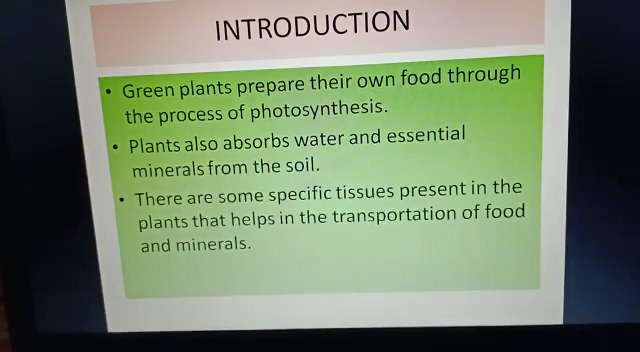 INTRODUCTION
• Green plants prepare their own food through
the process of photosynthesis.
• Plants also absorbs water and essential
minerals from the soil.
• There are some specific tissues present in the
plants that helps in the transportation of food
and minerals.